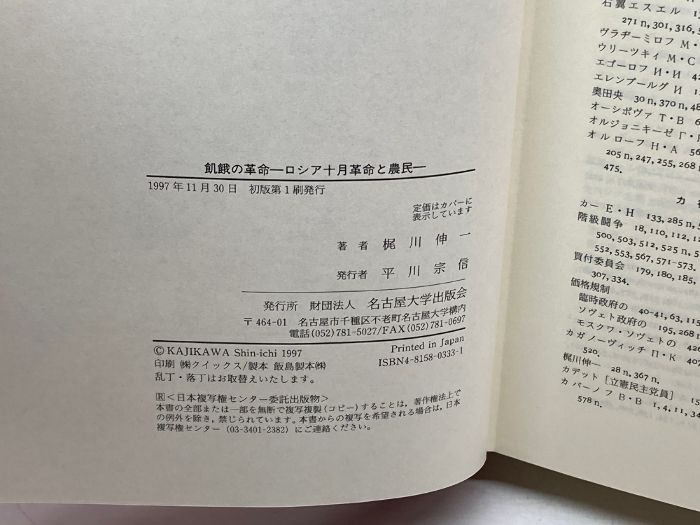 飢餓の革命―ロシア十月革命と農民―
1997年11月30日 初版第1刷発行
定価はカバーに
表示しています
著者 梶川伸一
発行者 平川宗信
発行所 財団法人 名古屋大学出版会
〒464-01 名古屋市千種区不老町名古屋大学構内
電話(052)781-5027/FAX(052)781-0697
© KAJIKAWA Shin-ichi 1997
Printed in Japan
印刷 ㈱クイックス/製本 飯島製本㈱
ISBN4-8158-0333-1
乱丁・落丁はお取替えいたします。
Ⓡ<日本複写権センター委託出版物>
本書の全部または一部を無断で複写複製(コピー)することは、著作権法上で
の例外を除き、禁じられています。本書からの複写を希望される場合は、日本
複写権センター(03-3401-2382)にご連絡ください。
右翼エスエル
271 n, 301, 316,
ヴラヂーミロフ М・
ウリーツキィ М・С
エゴーロフ И・И
エレンブールグ И
奥田央 30 n, 370 n,
オーシポヴァ Т・В
オルジョニキーゼ Г・
オルローフ Н・А
205 n, 247, 255, 268
475.
カ
カー E・H 133, 285 n,
階級闘争 18, 110, 112,
500, 503, 512, 525 n,
552, 553, 567, 571-573.
買付委員会 179, 180, 185,
307, 334.
価格規制
臨時政府の 40-41, 63,
ソヴェト政府の 195, 268 n
モスクワ・ソヴェトの
カガノーヴィッチ П・К
520.
梶川伸一 28 n, 367 n.
カデット [立憲民主党員]
カバーノフ В・В 1, 4, 11,
578 n.